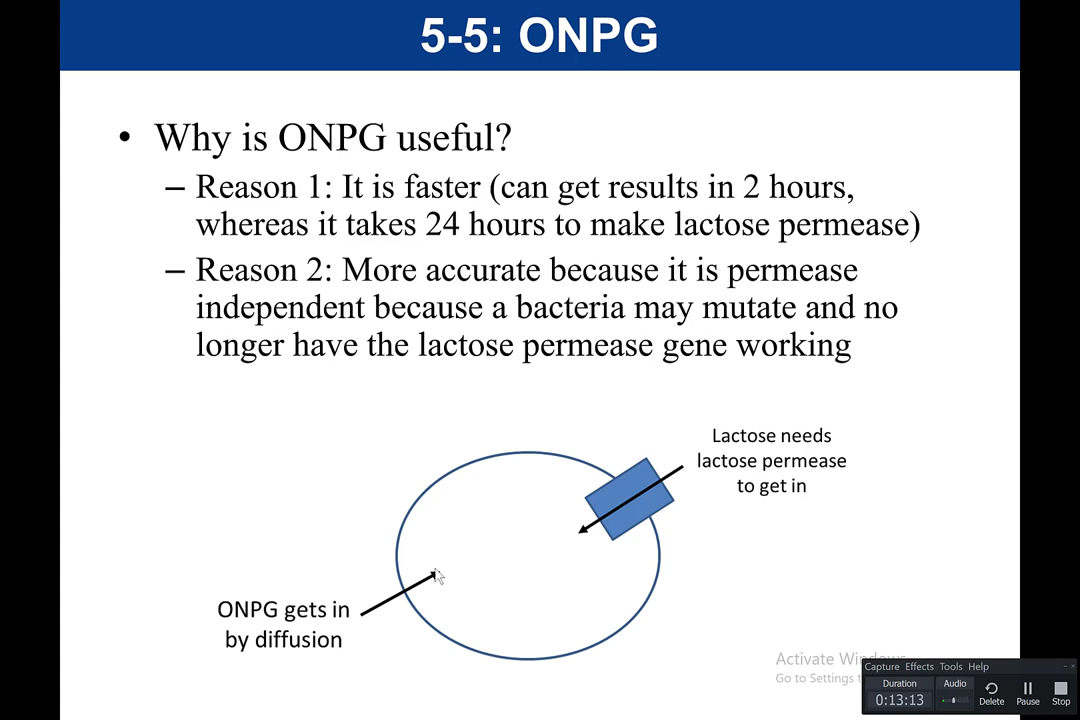 5-5: ONPG
• Why is ONPG useful?
– Reason 1: It is faster (can get results in 2 hours,
whereas it takes 24 hours to make lactose permease)
– Reason 2: More accurate because it is permease
independent because a bacteria may mutate and no
longer have the lactose permease gene working
Lactose needs
lactose permease
to get in
ONPG gets in
by diffusion
Activate Windows
Go to Settings
Capture Effects Tools Help
Duration
Audio
0:13:13
Delete
Pause
Stop